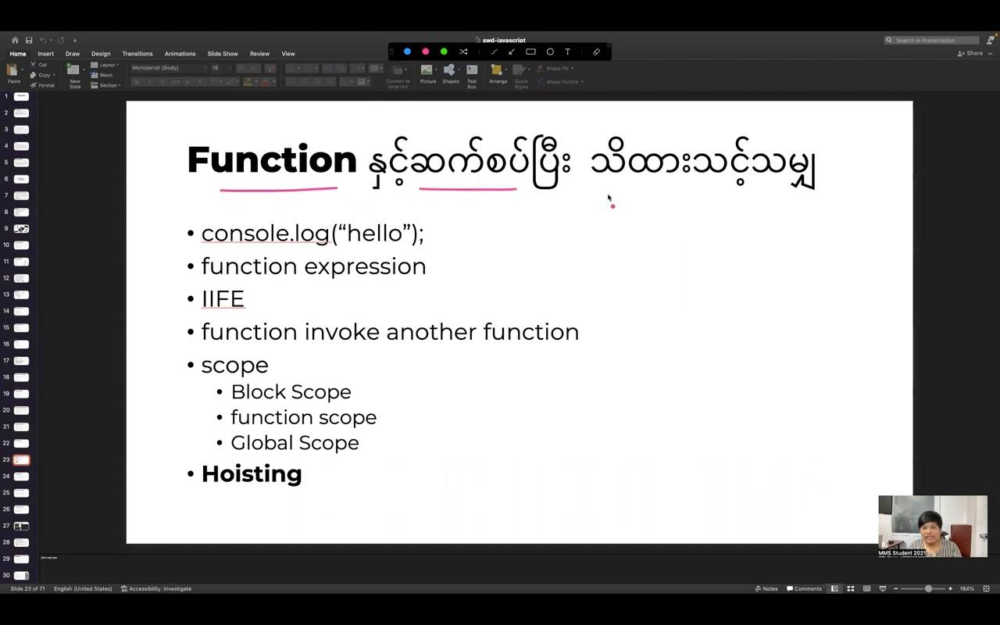 swd-javascript
Search in Presentation
Home Insert Draw Design Transitions Animations Slide Show Review View
Share
Paste
Cut
Copy
Format
New Slide
Layout
Reset
Section
Montserrat (Body) 18
Convert to SmartArt
Picture
Shapes
Text Box
Arrange
Quick Styles
Shape Fill
Shape Outline
1
2
3
4
5
6
7
8
9
10
11
12
13
14
15
16
17
18
19
20
21
22
23
24
25
26
27
28
29
30
Function နှင့်ဆက်စပ်ပြီး သိထားသင့်သမျှ
• console.log(“hello”);
• function expression
• IIFE
• function invoke another function
• scope
• Block Scope
• function scope
• Global Scope
• Hoisting
MMS Student 2021
Slide 23 of 71 English (United States) Accessibility: Investigate
Notes Comments 184%